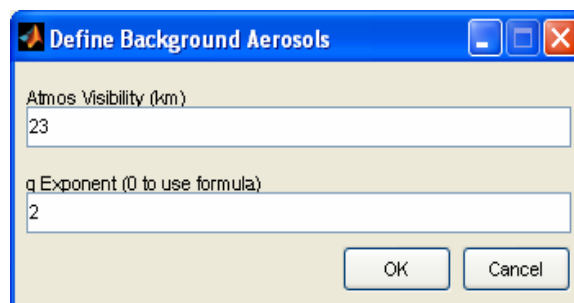 Define Background Aerosols
Atmos Visibility (km)
23
q Exponent (0 to use formula)
2
OK Cancel